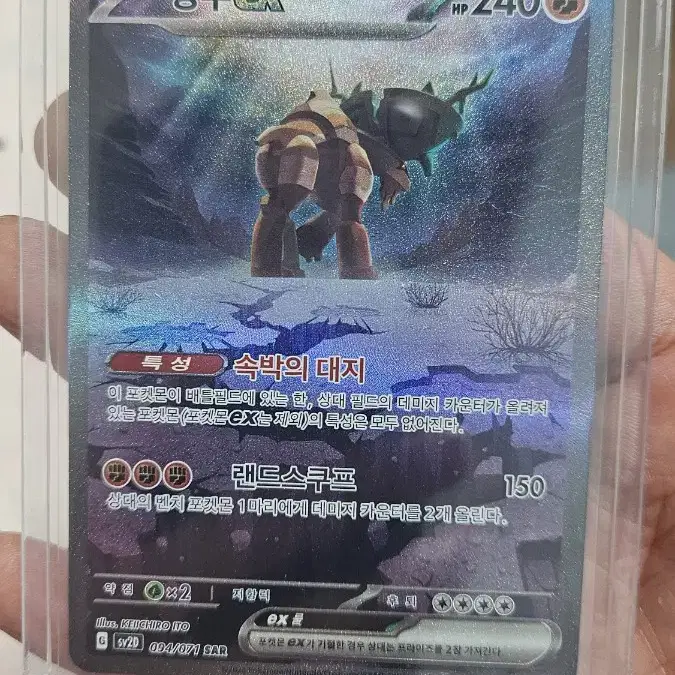 ex HP 240
특성 속박의 대지
이 포켓몬이 배틀필드에 있는 한, 상대 필드의 데미지 카운터가 올려져
있는 포켓몬 (포켓몬 ex는 제외)의 특성은 모두 없어진다.
랜드스쿠프 150
상대의 벤치 포켓몬 1마리에게 데미지 카운터를 2개 올린다.
약점 ×2 저항력 후퇴
Illus. KEIICHIRO ITO
ex 룰
포켓몬 ex가 기절한 경우 상대는 프라이즈를 2장 가져간다.
G sv2D 094/071 SAR